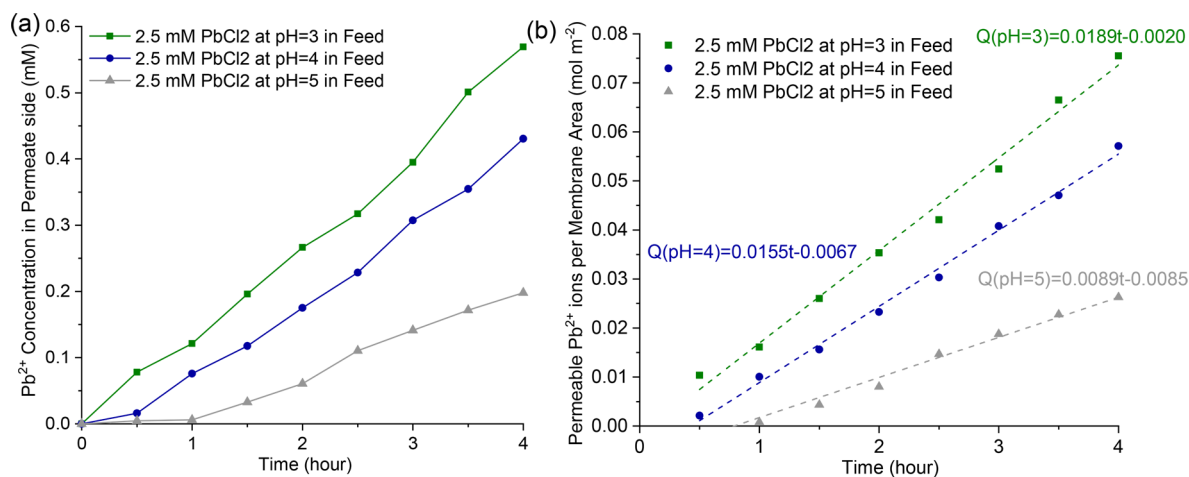 (a)
0.6
0.5
0.4
0.3
0.2
0.1
0.0
Pb²⁺ Concentration in Permeate side (mM)
2.5 mM PbCl2 at pH=3 in Feed
2.5 mM PbCl2 at pH=4 in Feed
2.5 mM PbCl2 at pH=5 in Feed
0 1 2 3 4
Time (hour)
(b)
0.08
0.07
0.06
0.05
0.04
0.03
0.02
0.01
0.00
Permeable Pb²⁺ ions per Membrane Area (mol m⁻²)
2.5 mM PbCl2 at pH=3 in Feed
2.5 mM PbCl2 at pH=4 in Feed
2.5 mM PbCl2 at pH=5 in Feed
Q(pH=3)=0.0189t-0.0020
Q(pH=4)=0.0155t-0.0067
Q(pH=5)=0.0089t-0.0085
0 1 2 3 4
Time (hour)